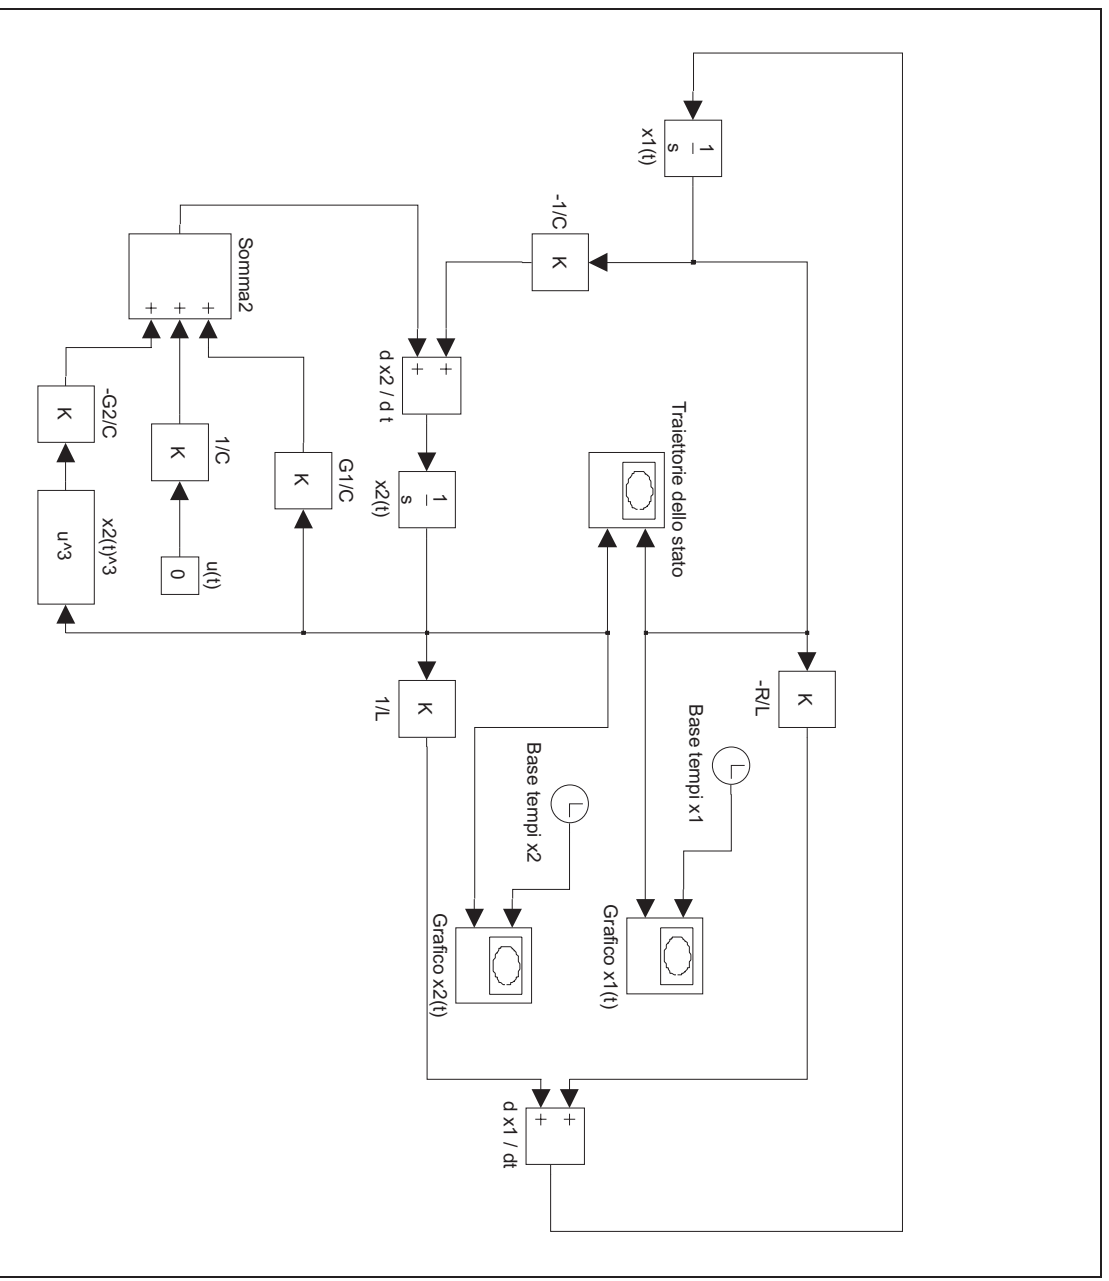 1
s
x1(t)
K
-1/C
Somma2
+
+
+
K
-G2/C
u^3
x2(t)^3
K
1/C
0
u(t)
K
G1/C
+
+
d x2 / d t
1
s
x2(t)
Traiettorie dello stato
K
1/L
K
-R/L
Base tempi x1
Grafico x1(t)
Base tempi x2
Grafico x2(t)
+
+
d x1 / dt